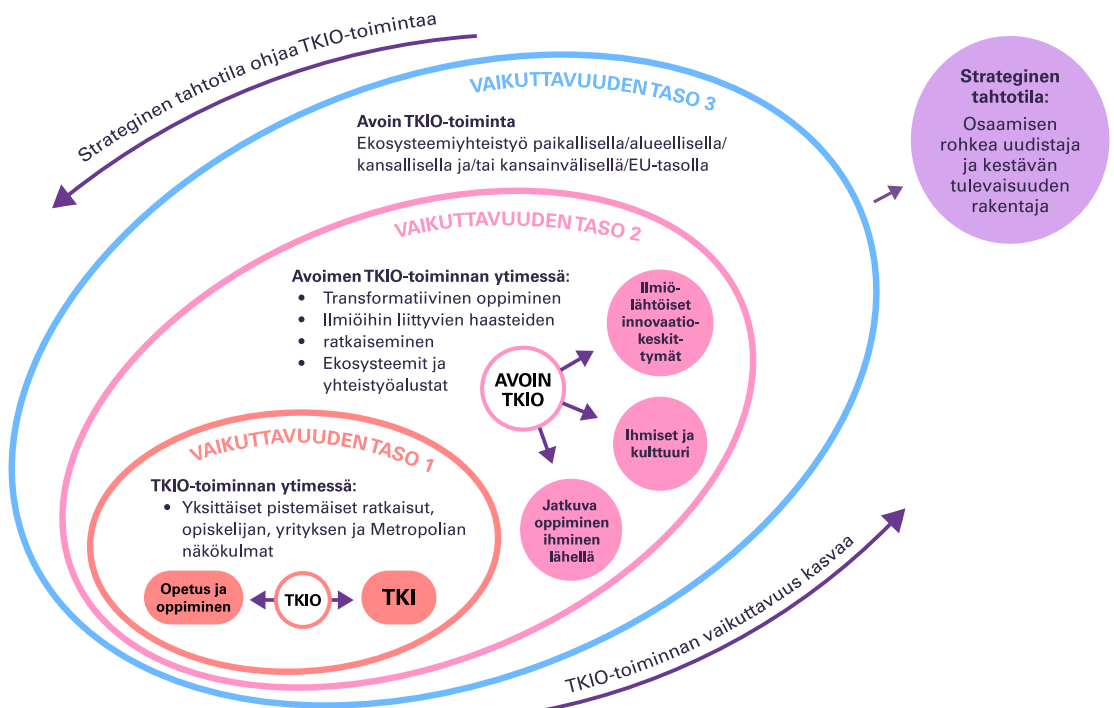 Strateginen tahtotila ohjaa TKIO-toimintaa
VAIKUTTAVUUDEN TASO 3
Avoin TKIO-toiminta
Ekosysteemiyhteistyö paikallisella/alueellisella/
kansallisella ja/tai kansainvälisellä/EU-tasolla
Strateginen
tahtotila:
Osaamisen
rohkea uudistaja
ja kestävän
tulevaisuuden
rakentaja
VAIKUTTAVUUDEN TASO 2
Avoimen TKIO-toiminnan ytimessä:
• Transformatiivinen oppiminen
• Ilmiöihin liittyvien haasteiden
• ratkaiseminen
• Ekosysteemit ja
yhteistyöalustat
AVOIN
TKIO
Ilmiö-
lähtöiset
innovaatio-
keskit-
tymät
Ihmiset ja
kulttuuri
Jatkuva
oppiminen
ihminen
lähellä
VAIKUTTAVUUDEN TASO 1
TKIO-toiminnan ytimessä:
• Yksittäiset pistemäiset ratkaisut,
opiskelijan, yrityksen ja Metropolian
näkökulmat
Opetus ja
oppiminen
TKIO
TKI
TKIO-toiminnan vaikuttavuus kasvaa